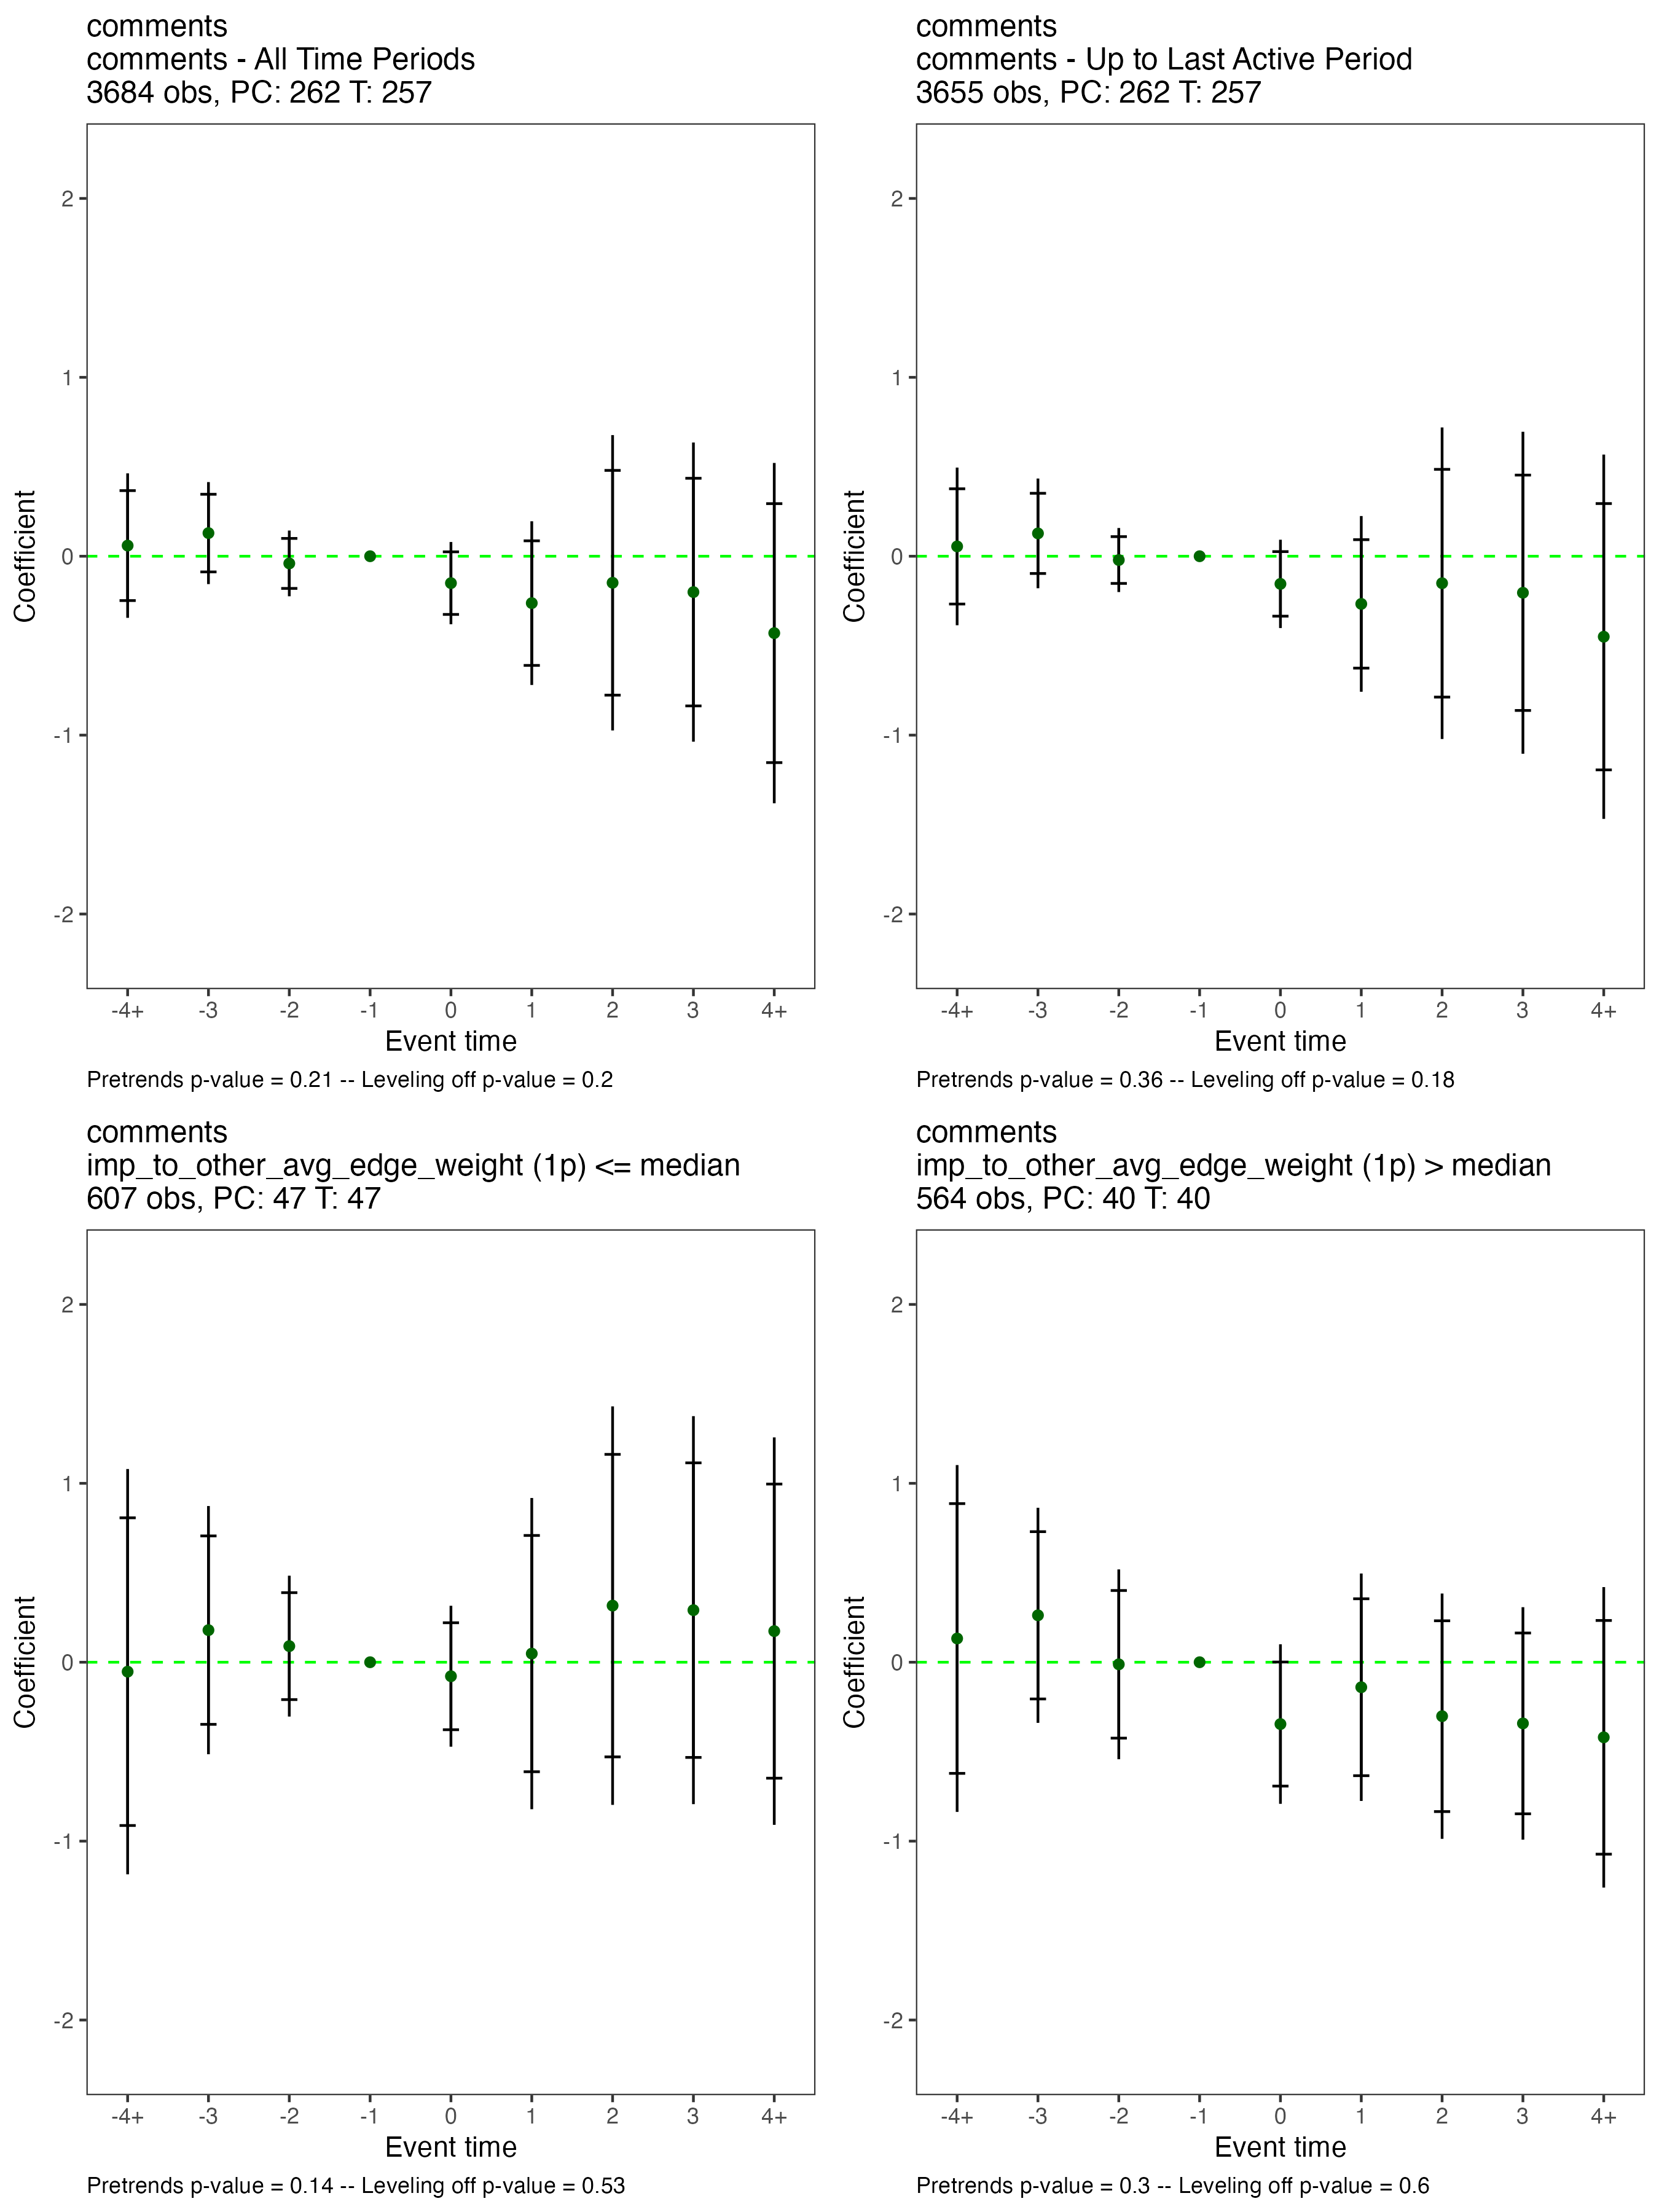 comments
comments - All Time Periods
3684 obs, PC: 262 T: 257
2
1
0
-1
-2
Coefficient
-4+ -3 -2 -1 0 1 2 3 4+
Event time
Pretrends p-value = 0.21 -- Leveling off p-value = 0.2
comments
comments - Up to Last Active Period
3655 obs, PC: 262 T: 257
2
1
0
-1
-2
Coefficient
-4+ -3 -2 -1 0 1 2 3 4+
Event time
Pretrends p-value = 0.36 -- Leveling off p-value = 0.18
comments
imp_to_other_avg_edge_weight (1p) <= median
607 obs, PC: 47 T: 47
2
1
0
-1
-2
Coefficient
-4+ -3 -2 -1 0 1 2 3 4+
Event time
Pretrends p-value = 0.14 -- Leveling off p-value = 0.53
comments
imp_to_other_avg_edge_weight (1p) > median
564 obs, PC: 40 T: 40
2
1
0
-1
-2
Coefficient
-4+ -3 -2 -1 0 1 2 3 4+
Event time
Pretrends p-value = 0.3 -- Leveling off p-value = 0.6